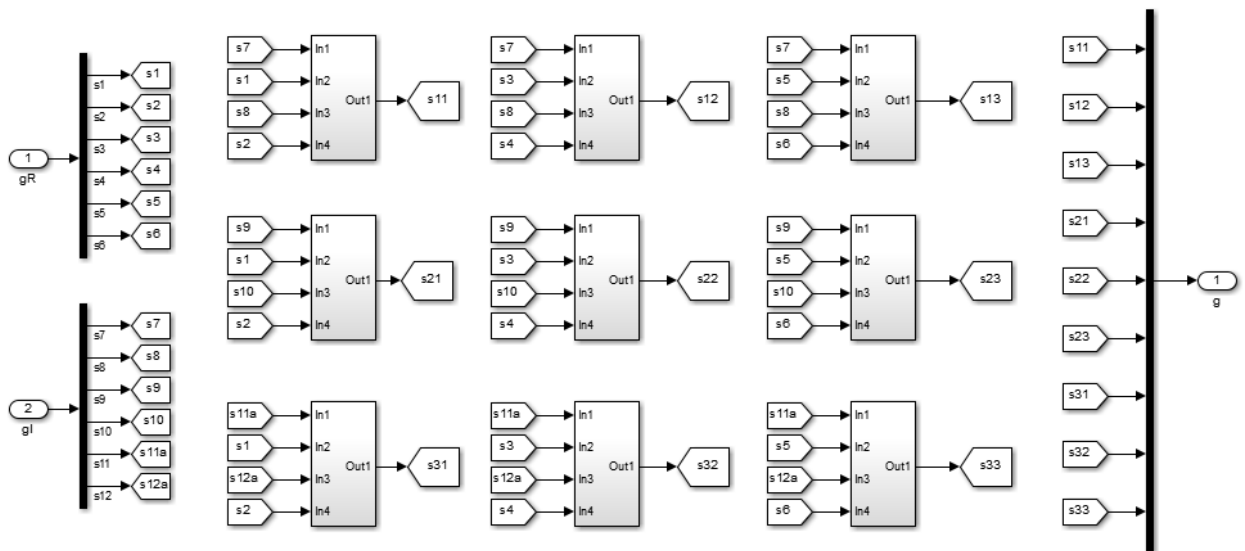 1
gR
s1
s2
s3
s4
s5
s6
s1
s2
s3
s4
s5
s6
2
gI
s7
s8
s9
s10
s11
s12
s7
s8
s9
s10
s11a
s12a
s7
s1
s8
s2
In1
In2
In3
In4
Out1
s11
s7
s3
s8
s4
In1
In2
In3
In4
Out1
s12
s7
s5
s8
s6
In1
In2
In3
In4
Out1
s13
s9
s1
s10
s2
In1
In2
In3
In4
Out1
s21
s9
s3
s10
s4
In1
In2
In3
In4
Out1
s22
s9
s5
s10
s6
In1
In2
In3
In4
Out1
s23
s11a
s1
s12a
s2
In1
In2
In3
In4
Out1
s31
s11a
s3
s12a
s4
In1
In2
In3
In4
Out1
s32
s11a
s5
s12a
s6
In1
In2
In3
In4
Out1
s33
s11
s12
s13
s21
s22
s23
s31
s32
s33
1
g